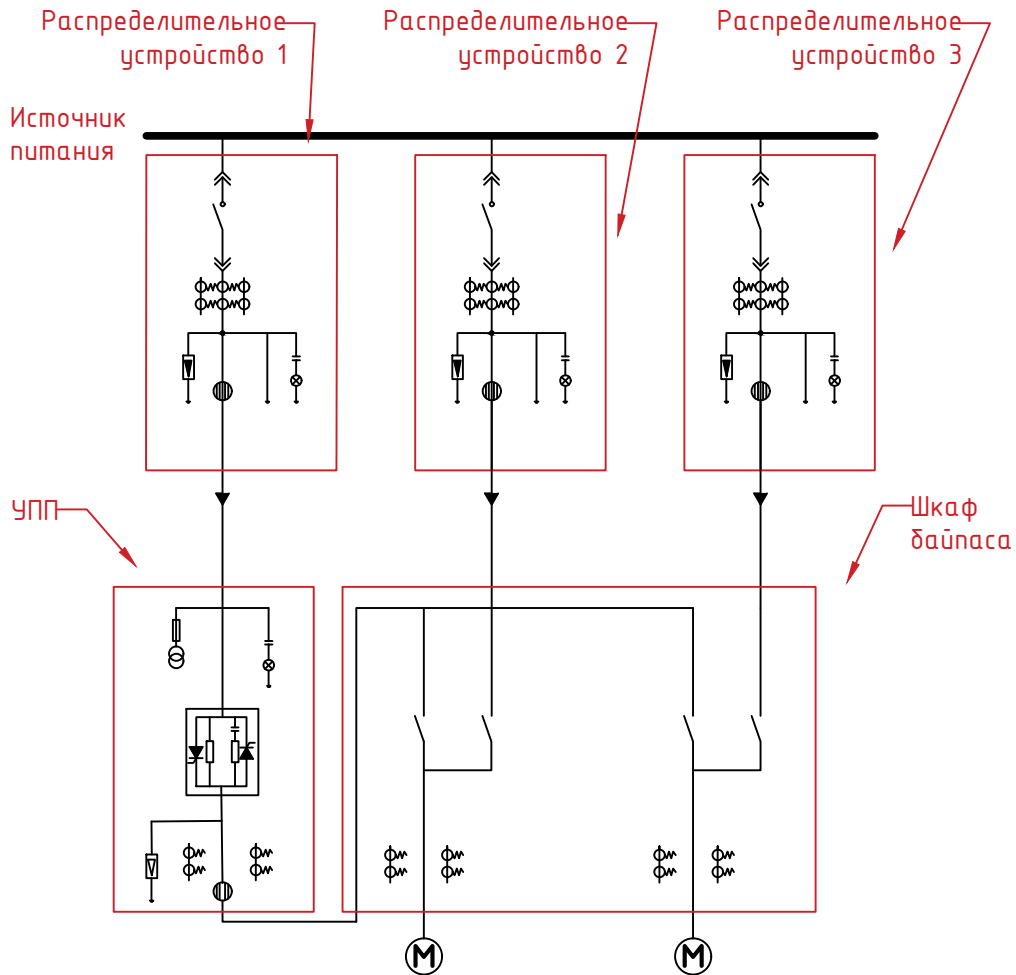 Распределительное
устройство 1
Распределительное
устройство 2
Распределительное
устройство 3
Источник
питания
УПП
Шкаф
байпаса
M
M